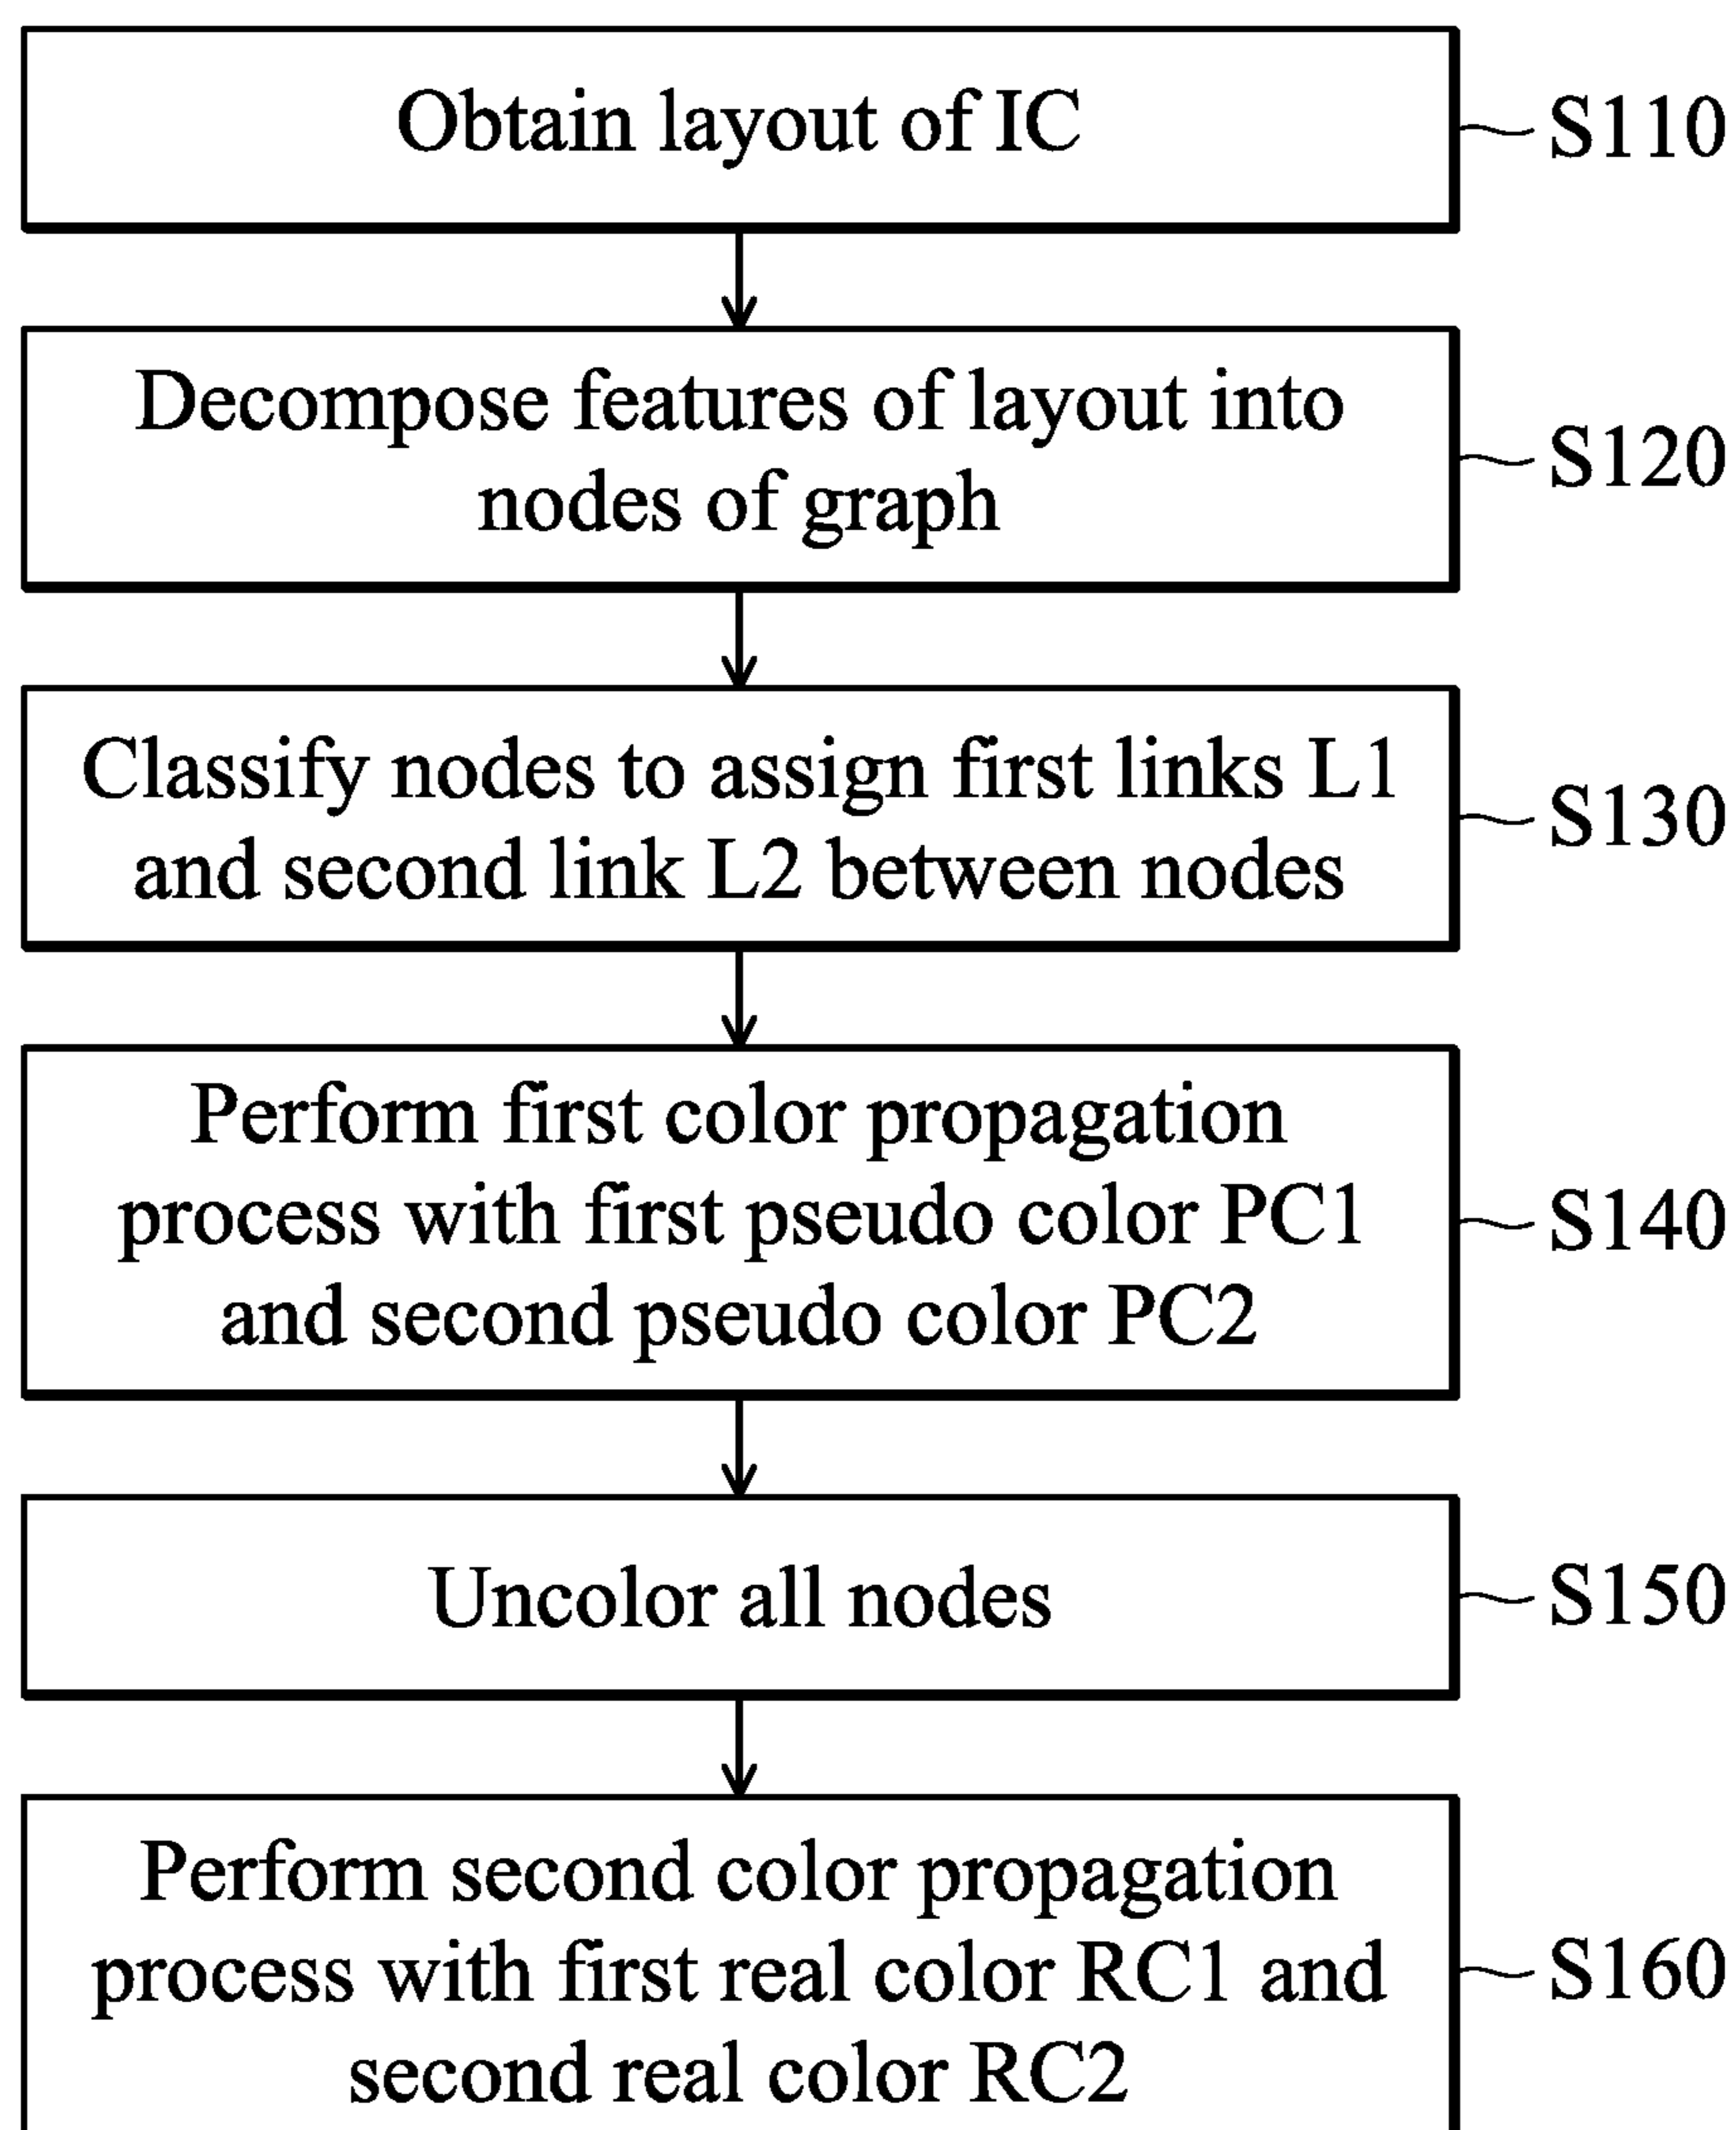 Obtain layout of IC
S110
Decompose features of layout into
nodes of graph
S120
Classify nodes to assign first links L1
and second link L2 between nodes
S130
Perform first color propagation
process with first pseudo color PC1
and second pseudo color PC2
S140
Uncolor all nodes
S150
Perform second color propagation
process with first real color RC1 and
second real color RC2
S160